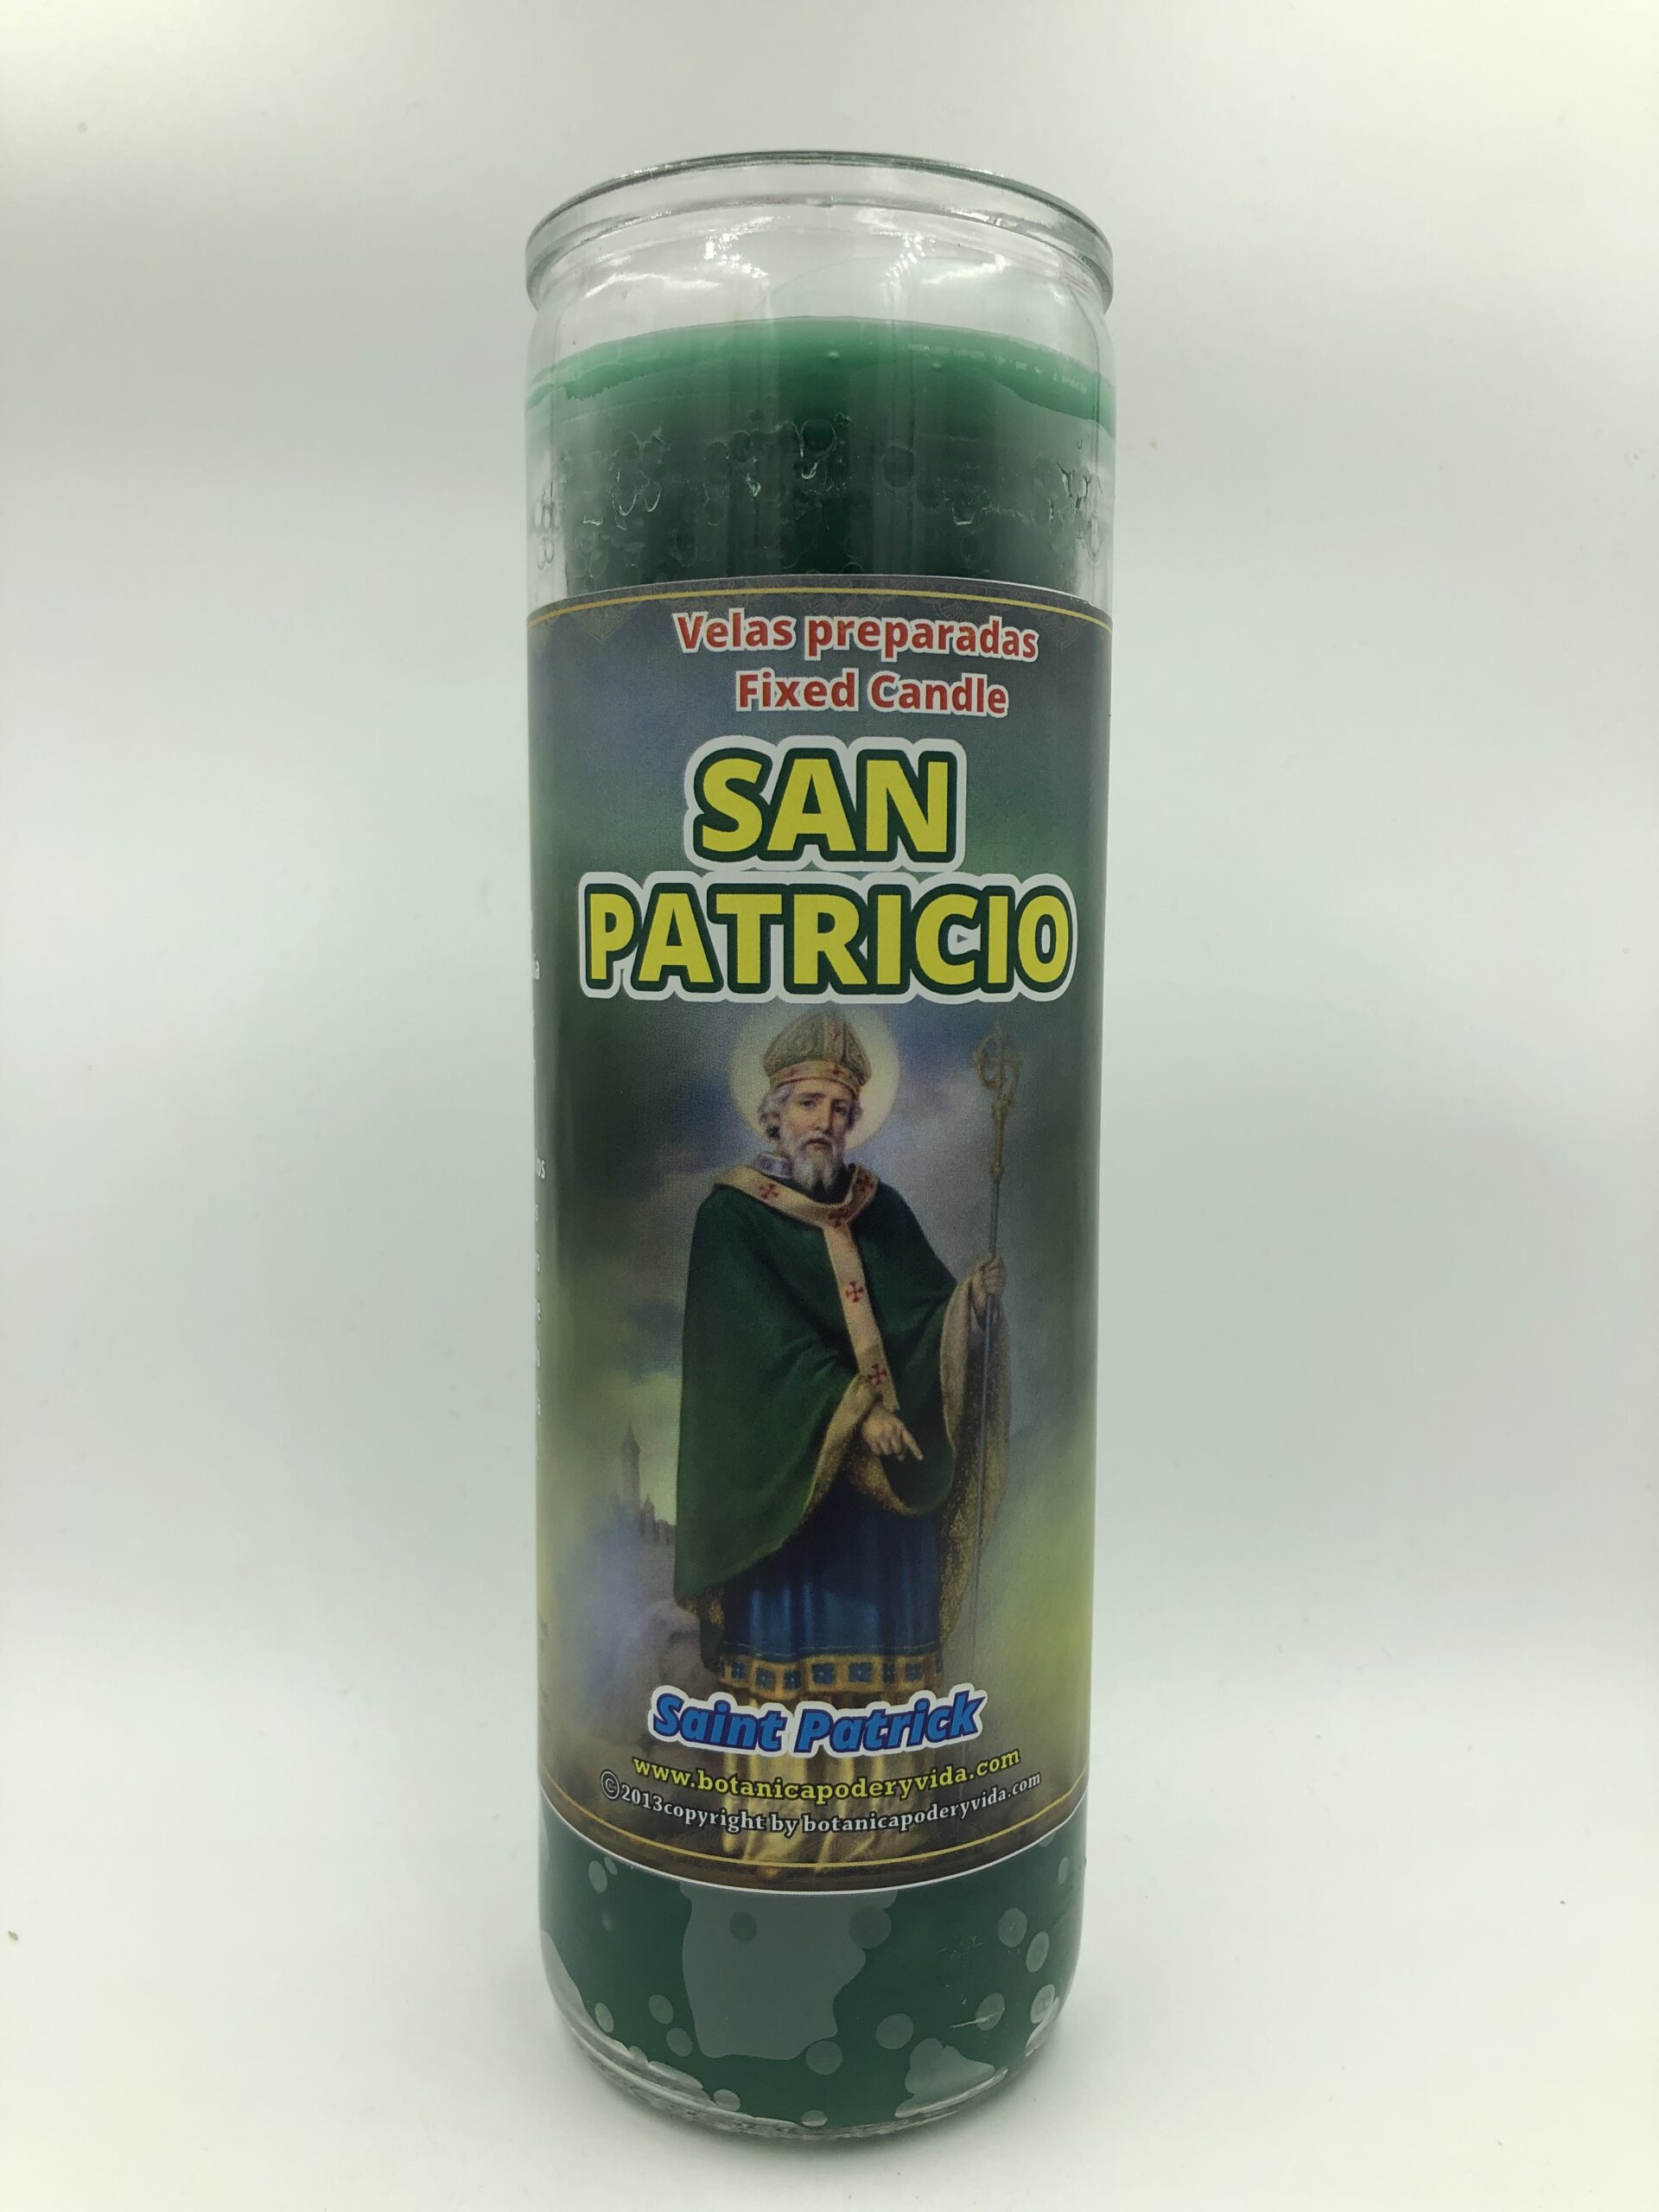 Velas preparadas
Fixed Candle
SAN
PATRICIO
Saint Patrick
www.botanicapoderyvida.com
©2013copyright by botanicapoderyvida.com